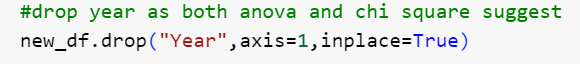 #drop year as both anova and chi square suggest
new_df.drop("Year",axis=1,inplace=True)